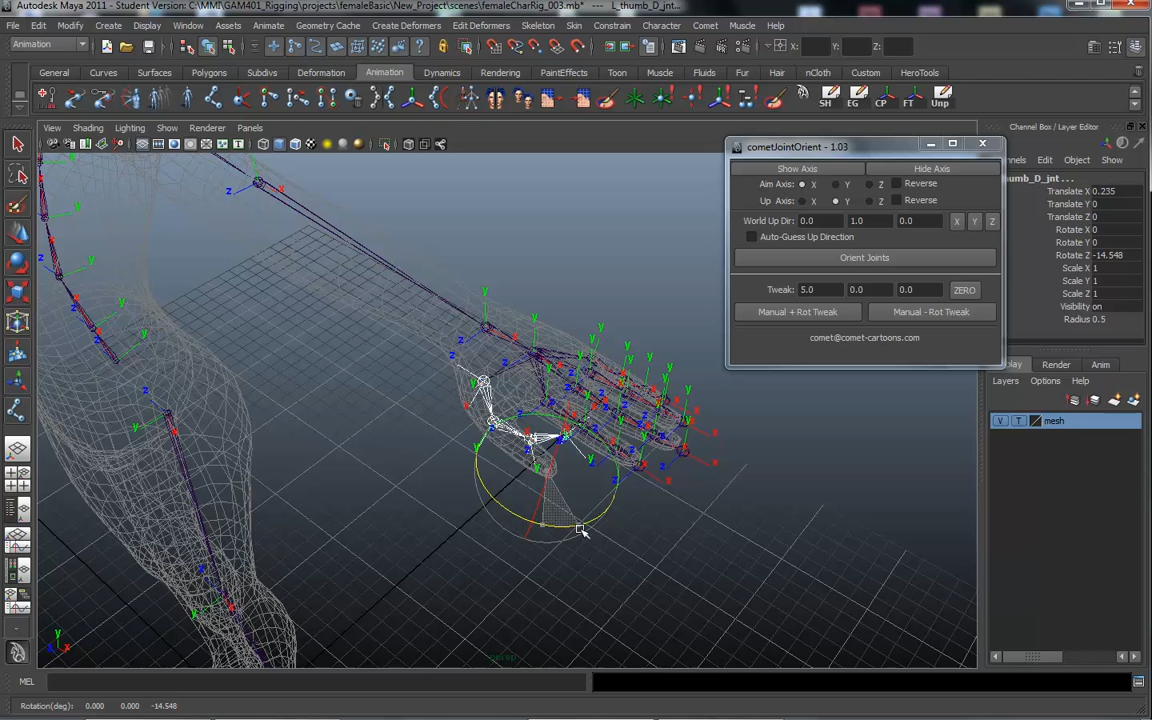 Autodesk Maya 2011 - Student Version: C:\MMI\GAM401_Rigging\projects\femaleBasic\New_Project\scenes\femaleCharRig_003.mb* --- L_thumb_D_jnt...
File Edit Modify Create Display Window Assets Animate Geometry Cache Create Deformers Edit Deformers Skeleton Skin Constrain Character Comet Muscle Help
Animation
X: Y: Z:
General Curves Surfaces Polygons Subdivs Deformation Animation Dynamics Rendering PaintEffects Toon Muscle Fluids Fur Hair nCloth Custom HeroTools
SH EG CP FT Unp
View Shading Lighting Show Renderer Panels
Channel Box / Layer Editor
Edit Object Show
humb_D_jnt ...
Translate X 0.235
Translate Y 0
Translate Z 0
Rotate X 0
Rotate Y 0
Rotate Z -14.548
Scale X 1
Scale Y 1
Scale Z 1
Visibility on
Radius 0.5
cometJointOrient - 1.03
Show Axis Hide Axis
Aim Axis: X Y Z Reverse
Up Axis: X Y Z Reverse
World Up Dir: 0.0 1.0 0.0 X Y Z
Auto-Guess Up Direction
Orient Joints
Tweak: 5.0 0.0 0.0 ZERO
Manual + Rot Tweak Manual - Rot Tweak
comet@comet-cartoons.com
Render Anim
Layers Options Help
V T mesh
persp
MEL
Rotation(deg): 0.000 0.000 -14.548